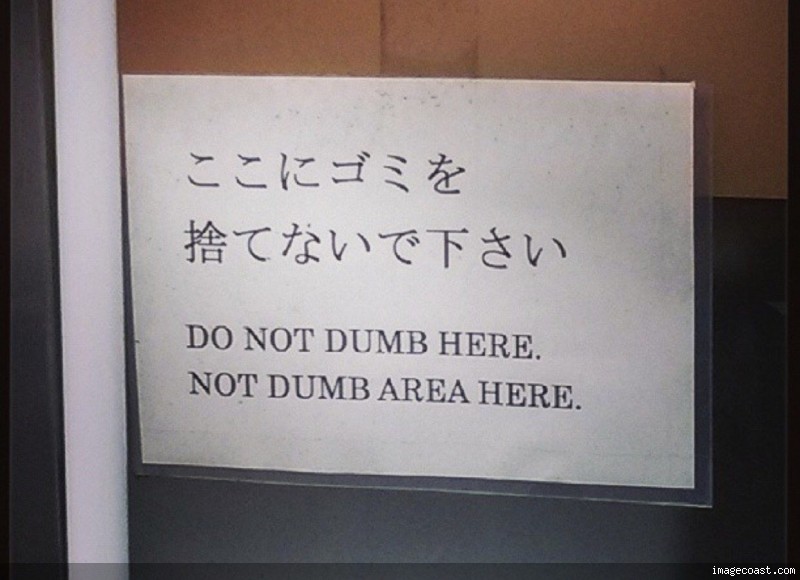 ここにゴミを
捨てないで下さい
DO NOT DUMB HERE.
NOT DUMB AREA HERE.
imagecoast.com